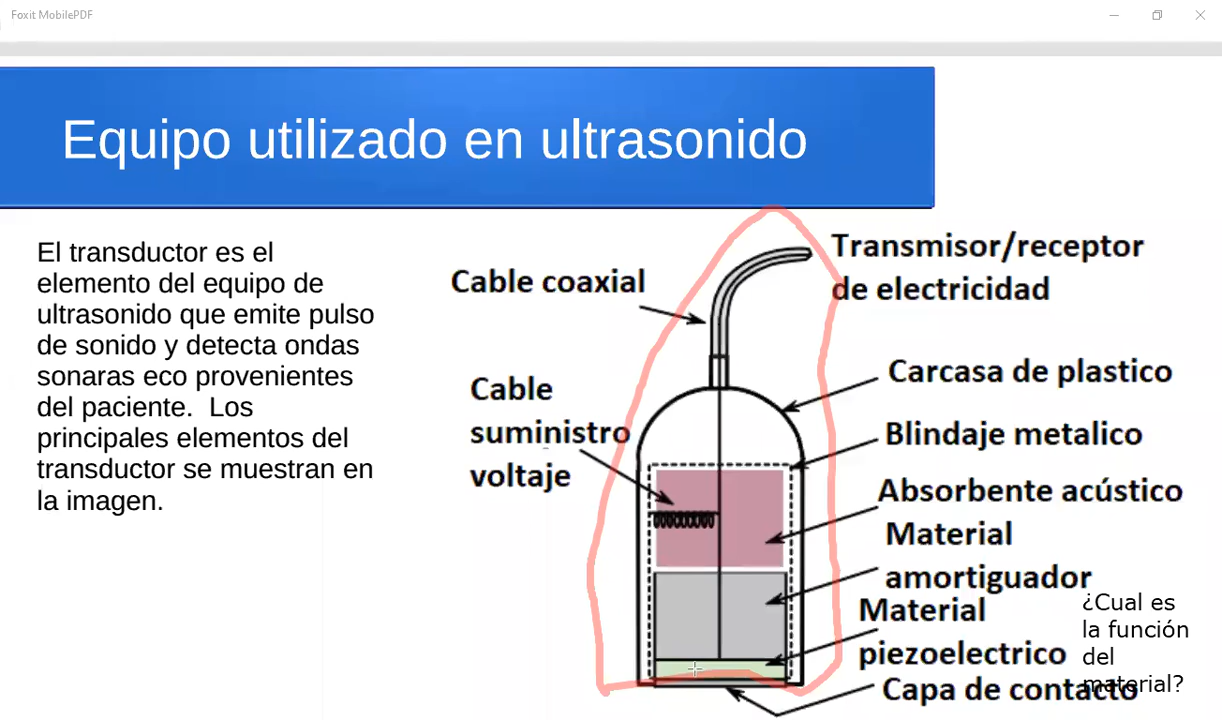 Foxit MobilePDF
Equipo utilizado en ultrasonido
El transductor es el
elemento del equipo de
ultrasonido que emite pulso
de sonido y detecta ondas
sonaras eco provenientes
del paciente. Los
principales elementos del
transductor se muestran en
la imagen.
Cable coaxial
Cable
suministro
voltaje
Transmisor/receptor
de electricidad
Carcasa de plastico
Blindaje metalico
Absorbente acústico
Material
amortiguador
Material
piezoelectrico
Capa de contacto
¿Cual es
la función
del
material?